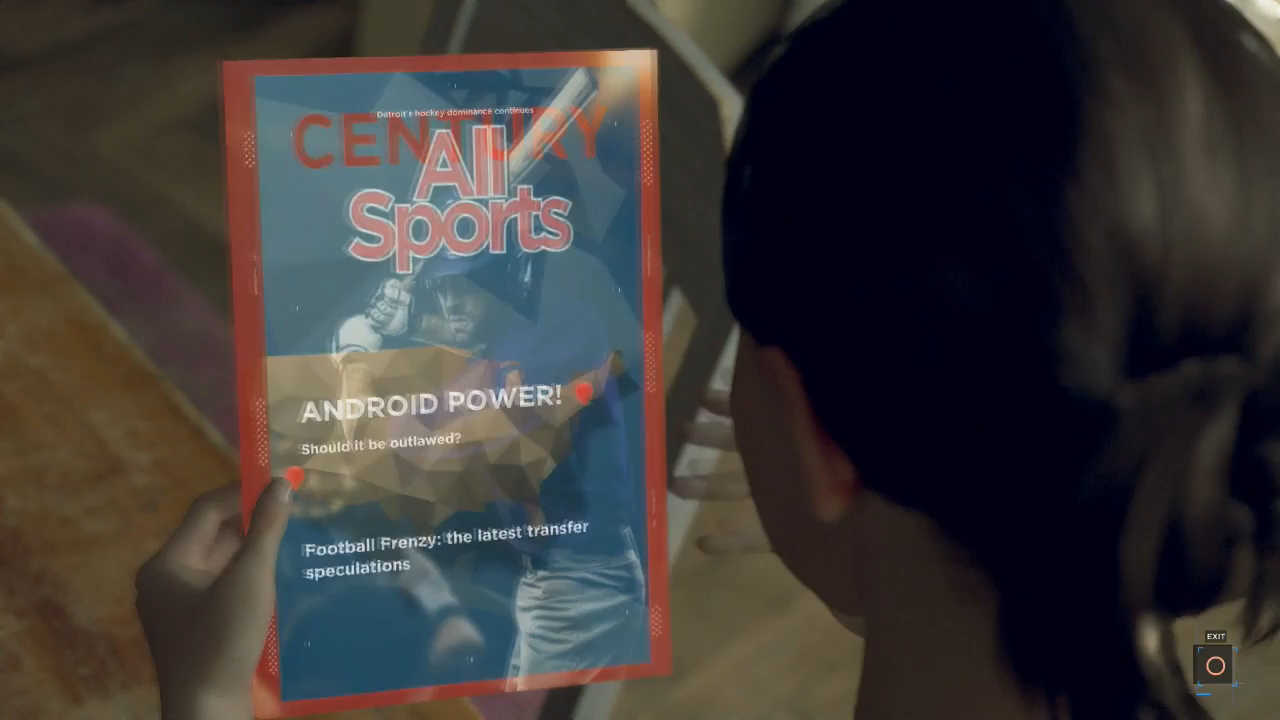 Detroit's hockey dominance continues
CENTURY
All
Sports
ANDROID POWER!
Should it be outlawed?
Football Frenzy: the latest transfer
speculations
EXIT